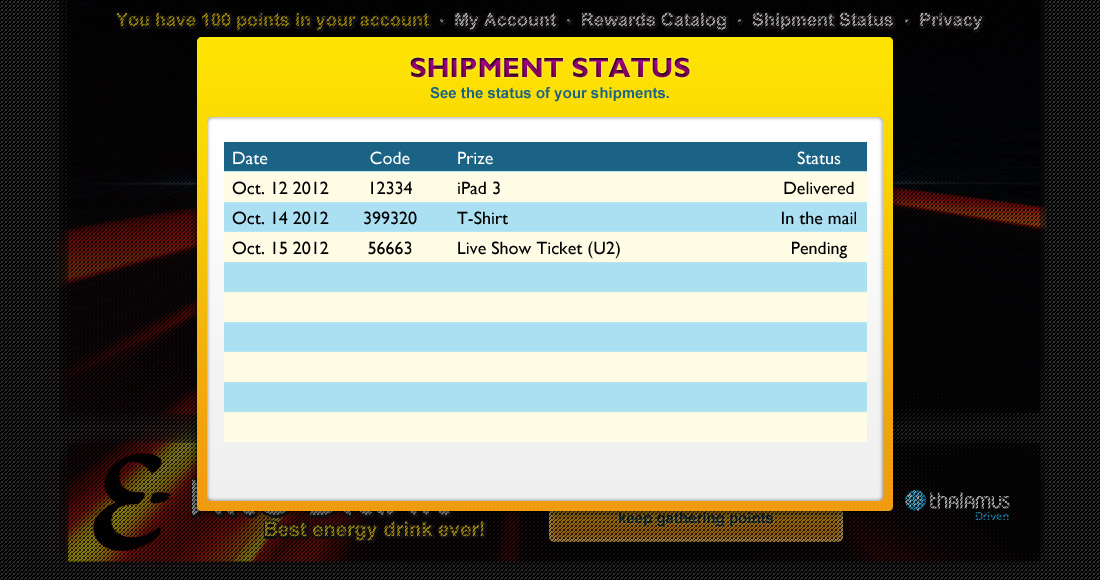 You have 100 points in your account · My Account · Rewards Catalog · Shipment Status · Privacy
SHIPMENT STATUS
See the status of your shipments.
Date Code Prize Status
Oct. 12 2012 12334 iPad 3 Delivered
Oct. 14 2012 399320 T-Shirt In the mail
Oct. 15 2012 56663 Live Show Ticket (U2) Pending
Best energy drink ever!
keep gathering points
thalamus
Driven